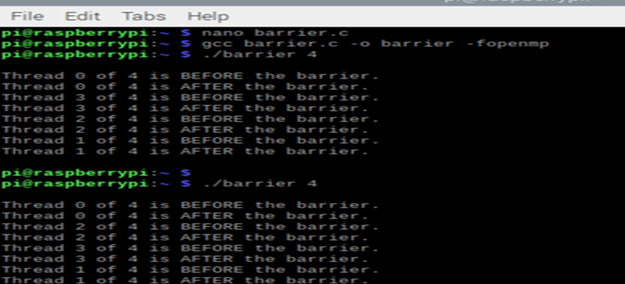 File Edit Tabs Help
pi@raspberrypi:~ $ nano barrier.c
pi@raspberrypi:~ $ gcc barrier.c -o barrier -fopenmp
pi@raspberrypi:~ $ ./barrier 4
Thread 0 of 4 is BEFORE the barrier.
Thread 0 of 4 is AFTER the barrier.
Thread 3 of 4 is BEFORE the barrier.
Thread 3 of 4 is AFTER the barrier.
Thread 2 of 4 is BEFORE the barrier.
Thread 2 of 4 is AFTER the barrier.
Thread 1 of 4 is BEFORE the barrier.
Thread 1 of 4 is AFTER the barrier.
pi@raspberrypi:~ $
pi@raspberrypi:~ $ ./barrier 4
Thread 0 of 4 is BEFORE the barrier.
Thread 0 of 4 is AFTER the barrier.
Thread 2 of 4 is BEFORE the barrier.
Thread 2 of 4 is AFTER the barrier.
Thread 3 of 4 is BEFORE the barrier.
Thread 3 of 4 is AFTER the barrier.
Thread 1 of 4 is BEFORE the barrier.
Thread 1 of 4 is AFTER the barrier.